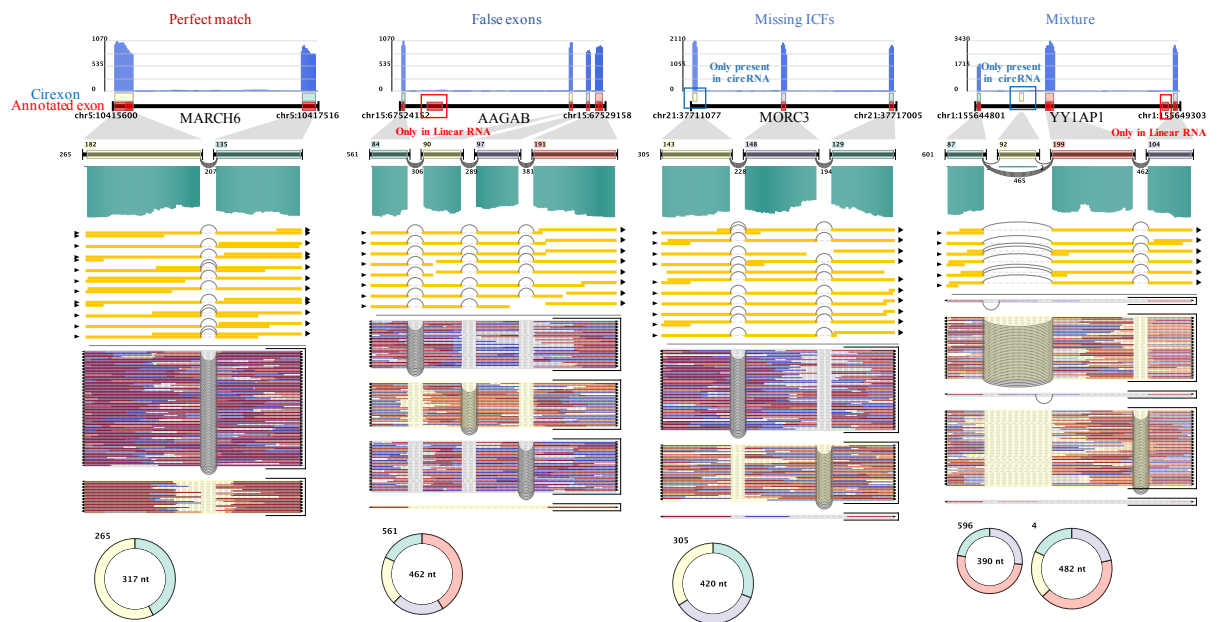 Perfect match
False exons
Missing ICFs
Mixture
1070
535
0
1070
535
0
2110
1055
0
3430
1715
0
Only present
in circRNA
Only present
in circRNA
Cirexon
Annotated exon
chr5:10415600
chr5:10417516
MARCH6
chr15:67524152
chr15:67529158
AAGAB
Only in Linear RNA
chr21:37711077
chr21:37717005
MORC3
chr1:155644801
chr1:155649303
YY1AP1
Only in Linear RNA
265
182
135
207
561
84
90
97
191
306
289
381
305
143
148
129
228
194
601
87
92
199
104
2
465
462
265
317 nt
561
462 nt
305
420 nt
596
390 nt
4
482 nt